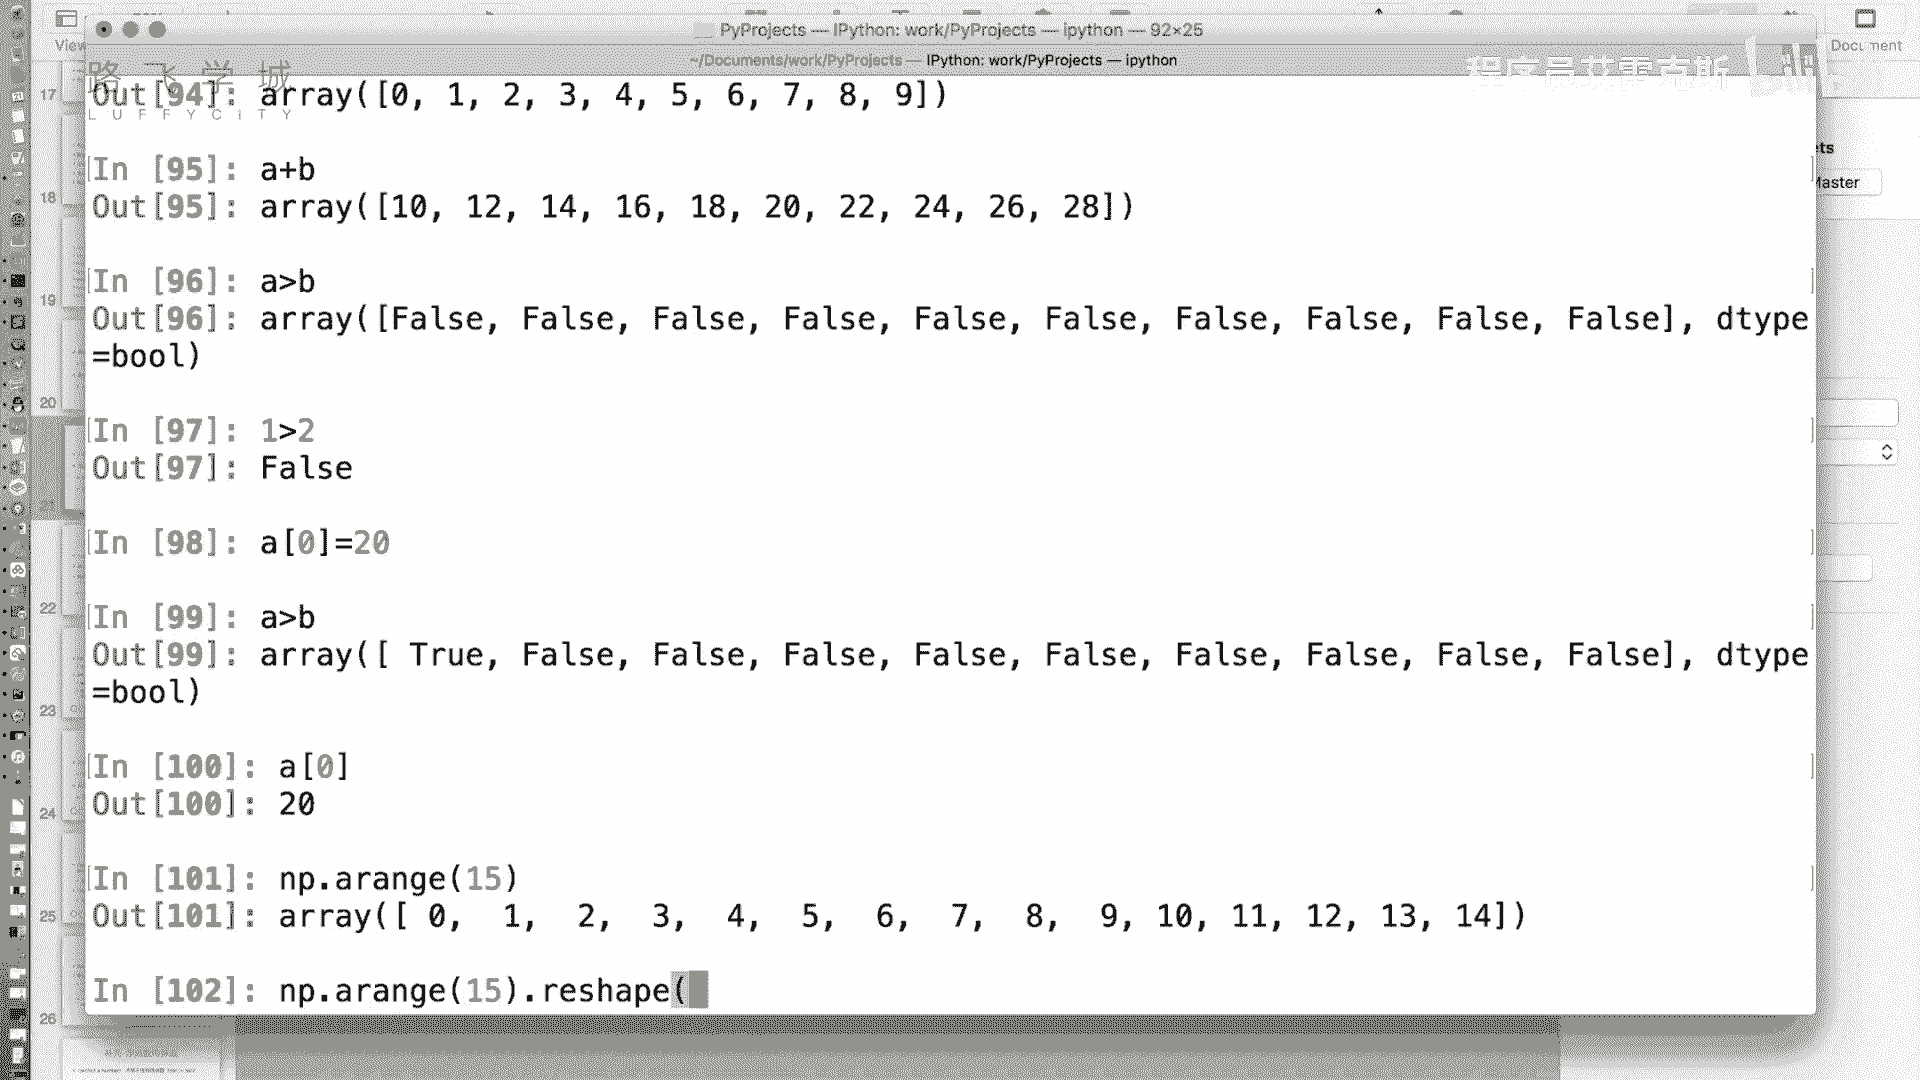 PyProjects — IPython: work/PyProjects — ipython — 92×25
~/Documents/work/PyProjects — IPython: work/PyProjects — ipython
View
Document
路飞学城
LUFFYCITY
程序员艾雷克斯
Out[94]: array([0, 1, 2, 3, 4, 5, 6, 7, 8, 9])
In [95]: a+b
Out[95]: array([10, 12, 14, 16, 18, 20, 22, 24, 26, 28])
In [96]: a>b
Out[96]: array([False, False, False, False, False, False, False, False, False, False], dtype
=bool)
In [97]: 1>2
Out[97]: False
In [98]: a[0]=20
In [99]: a>b
Out[99]: array([ True, False, False, False, False, False, False, False, False, False], dtype
=bool)
In [100]: a[0]
Out[100]: 20
In [101]: np.arange(15)
Out[101]: array([ 0,  1,  2,  3,  4,  5,  6,  7,  8,  9, 10, 11, 12, 13, 14])
In [102]: np.arange(15).reshape(
17
18
19
20
21
22
23
24
25
26
ets
Master